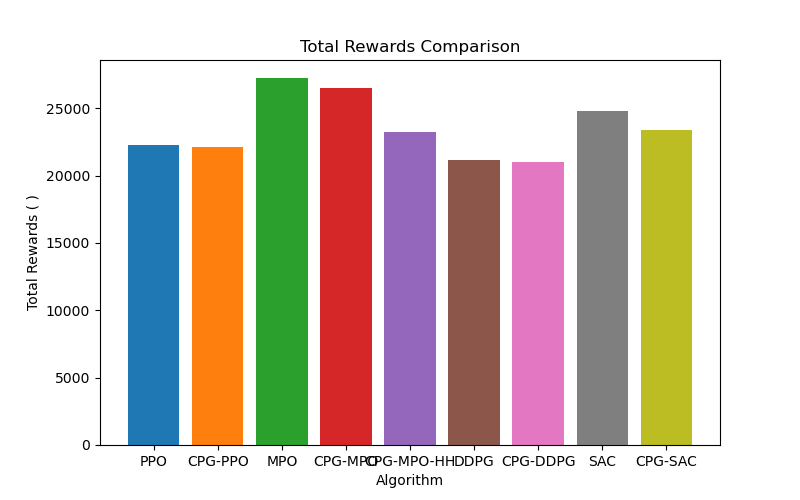 Total Rewards Comparison
25000
20000
15000
10000
5000
0
Total Rewards ( )
PPO CPG-PPO MPO CPG-MPO CPG-MPO-HH DDPG CPG-DDPG SAC CPG-SAC
Algorithm